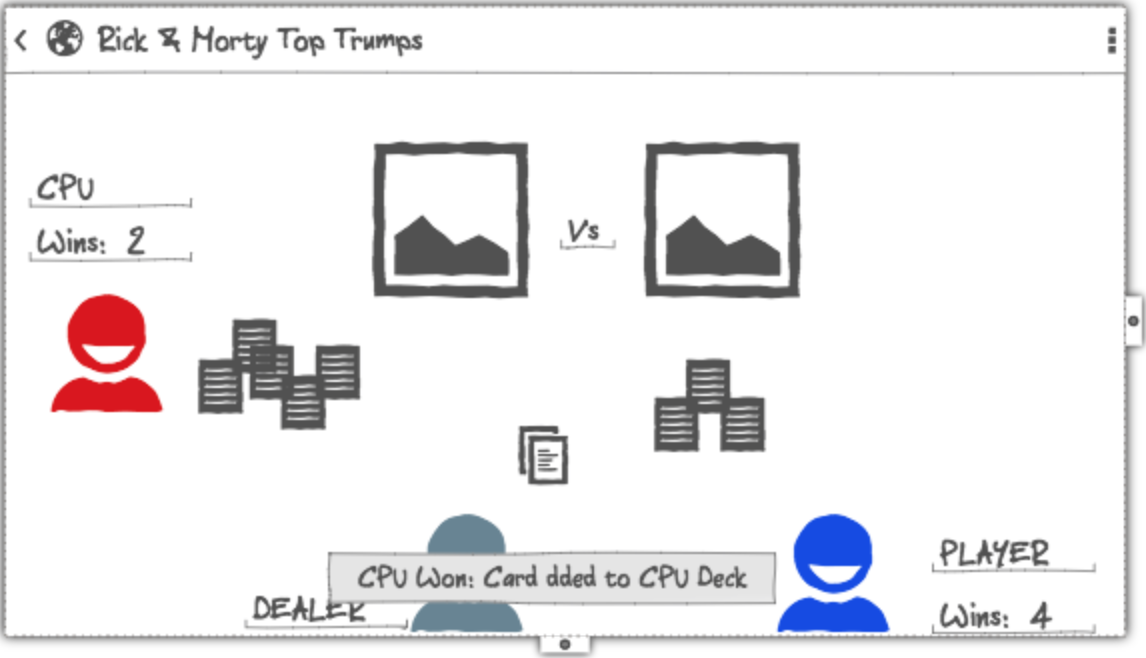 Rick & Morty Top Trumps
CPU
Wins: 2
Vs
CPU Won: Card dded to CPU Deck
DEALER
PLAYER
Wins: 4